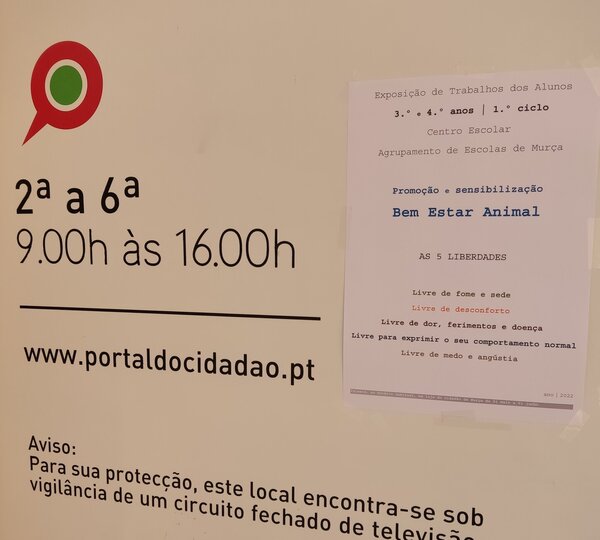 2ª a 6ª
9.00h às 16.00h
www.portaldocidadao.pt
Aviso:
Para sua protecção, este local encontra-se sob
vigilância de um circuito fechado de televisão
Exposição de Trabalhos dos Alunos
3.º e 4.º anos | 1.º ciclo
Centro Escolar
Agrupamento de Escolas de Murça
Promoção e sensibilização
Bem Estar Animal
AS 5 LIBERDADES
Livre de fome e sede
Livre de desconforto
Livre de dor, ferimentos e doença
Livre para exprimir o seu comportamento normal
Livre de medo e angústia
ano | 2022